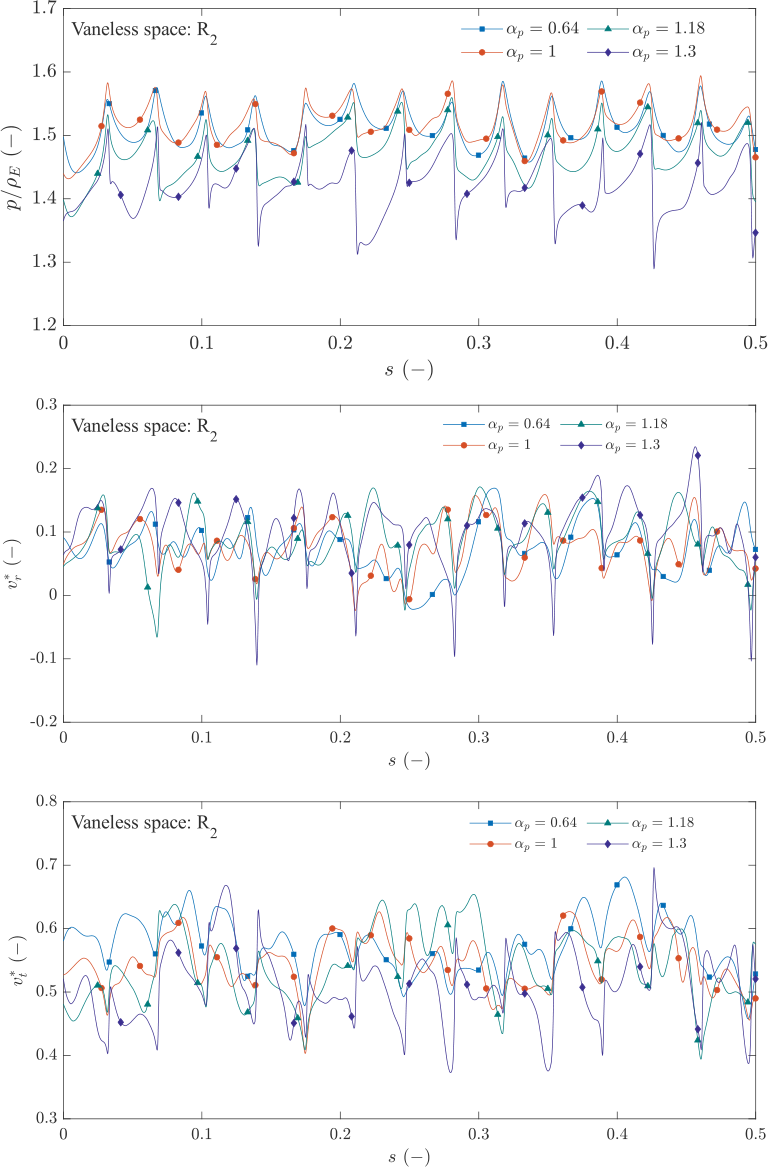 1.7
Vaneless space: R2
αp = 0.64
αp = 1.18
αp = 1
αp = 1.3
1.6
1.5
1.4
1.3
1.2
p/ρE (−)
0 0.1 0.2 0.3 0.4 0.5
s (−)
0.3
Vaneless space: R2
αp = 0.64
αp = 1.18
αp = 1
αp = 1.3
0.2
0.1
0
-0.1
-0.2
v*r (−)
0 0.1 0.2 0.3 0.4 0.5
s (−)
0.8
Vaneless space: R2
αp = 0.64
αp = 1.18
αp = 1
αp = 1.3
0.7
0.6
0.5
0.4
0.3
v*t (−)
0 0.1 0.2 0.3 0.4 0.5
s (−)